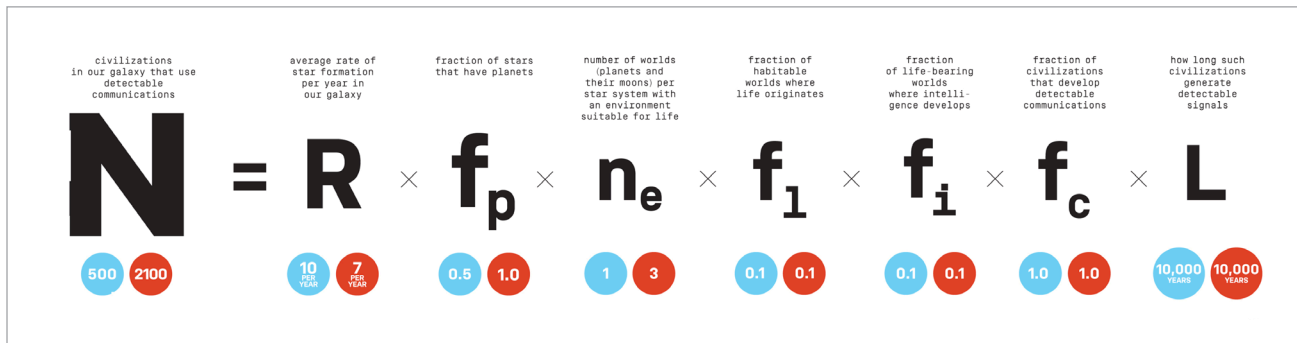 civilizations
in our galaxy that use
detectable
communications
average rate of
star formation
per year in
our galaxy
fraction of stars
that have planets
number of worlds
(planets and
their moons) per
star system with
an environment
suitable for life
fraction of
habitable
worlds where
life originates
fraction
of life-bearing
worlds
where intelli-
gence develops
fraction of
civilizations
that develop
detectable
communications
how long such
civilizations
generate
detectable
signals
N = R × fp × ne × fl × fi × fc × L
500 2100
10 PER YEAR 7 PER YEAR
0.5 1.0
1 3
0.1 0.1
0.1 0.1
1.0 1.0
10,000 YEARS 10,000 YEARS